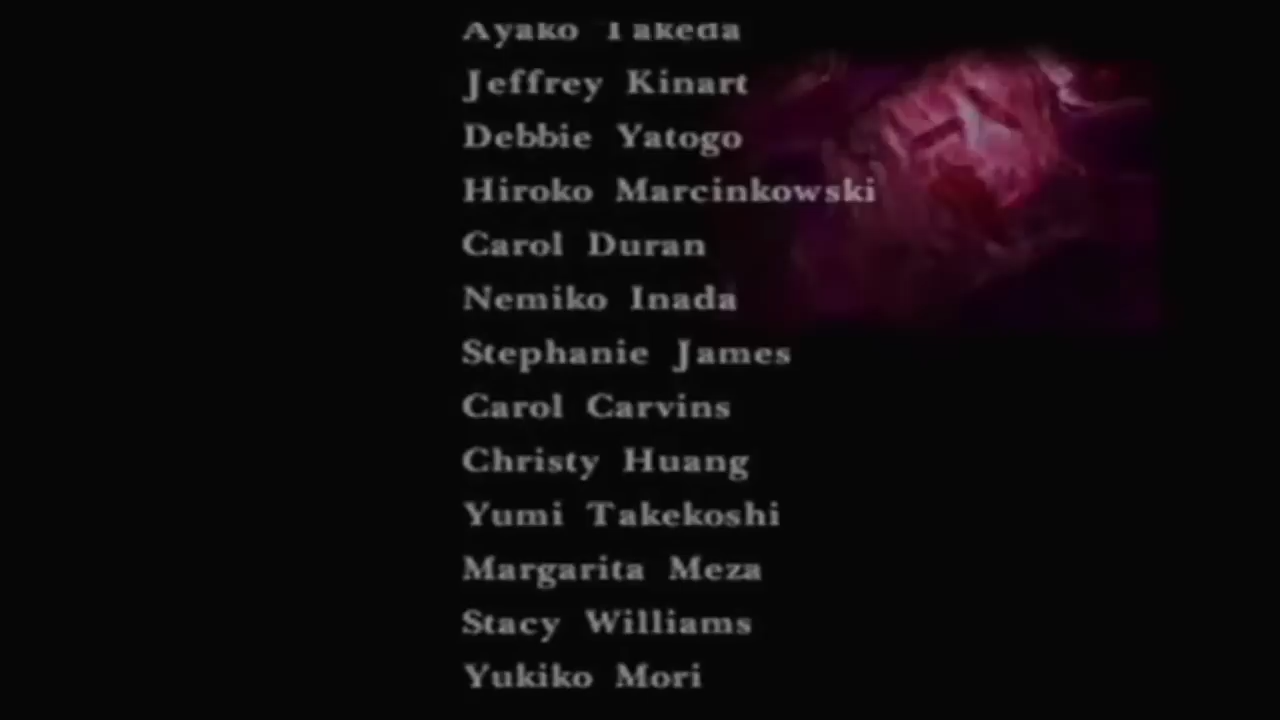 Ayako Takeda
Jeffrey Kinart
Debbie Yatogo
Hiroko Marcinkowski
Carol Duran
Nemiko Inada
Stephanie James
Carol Carvins
Christy Huang
Yumi Takekoshi
Margarita Meza
Stacy Williams
Yukiko Mori